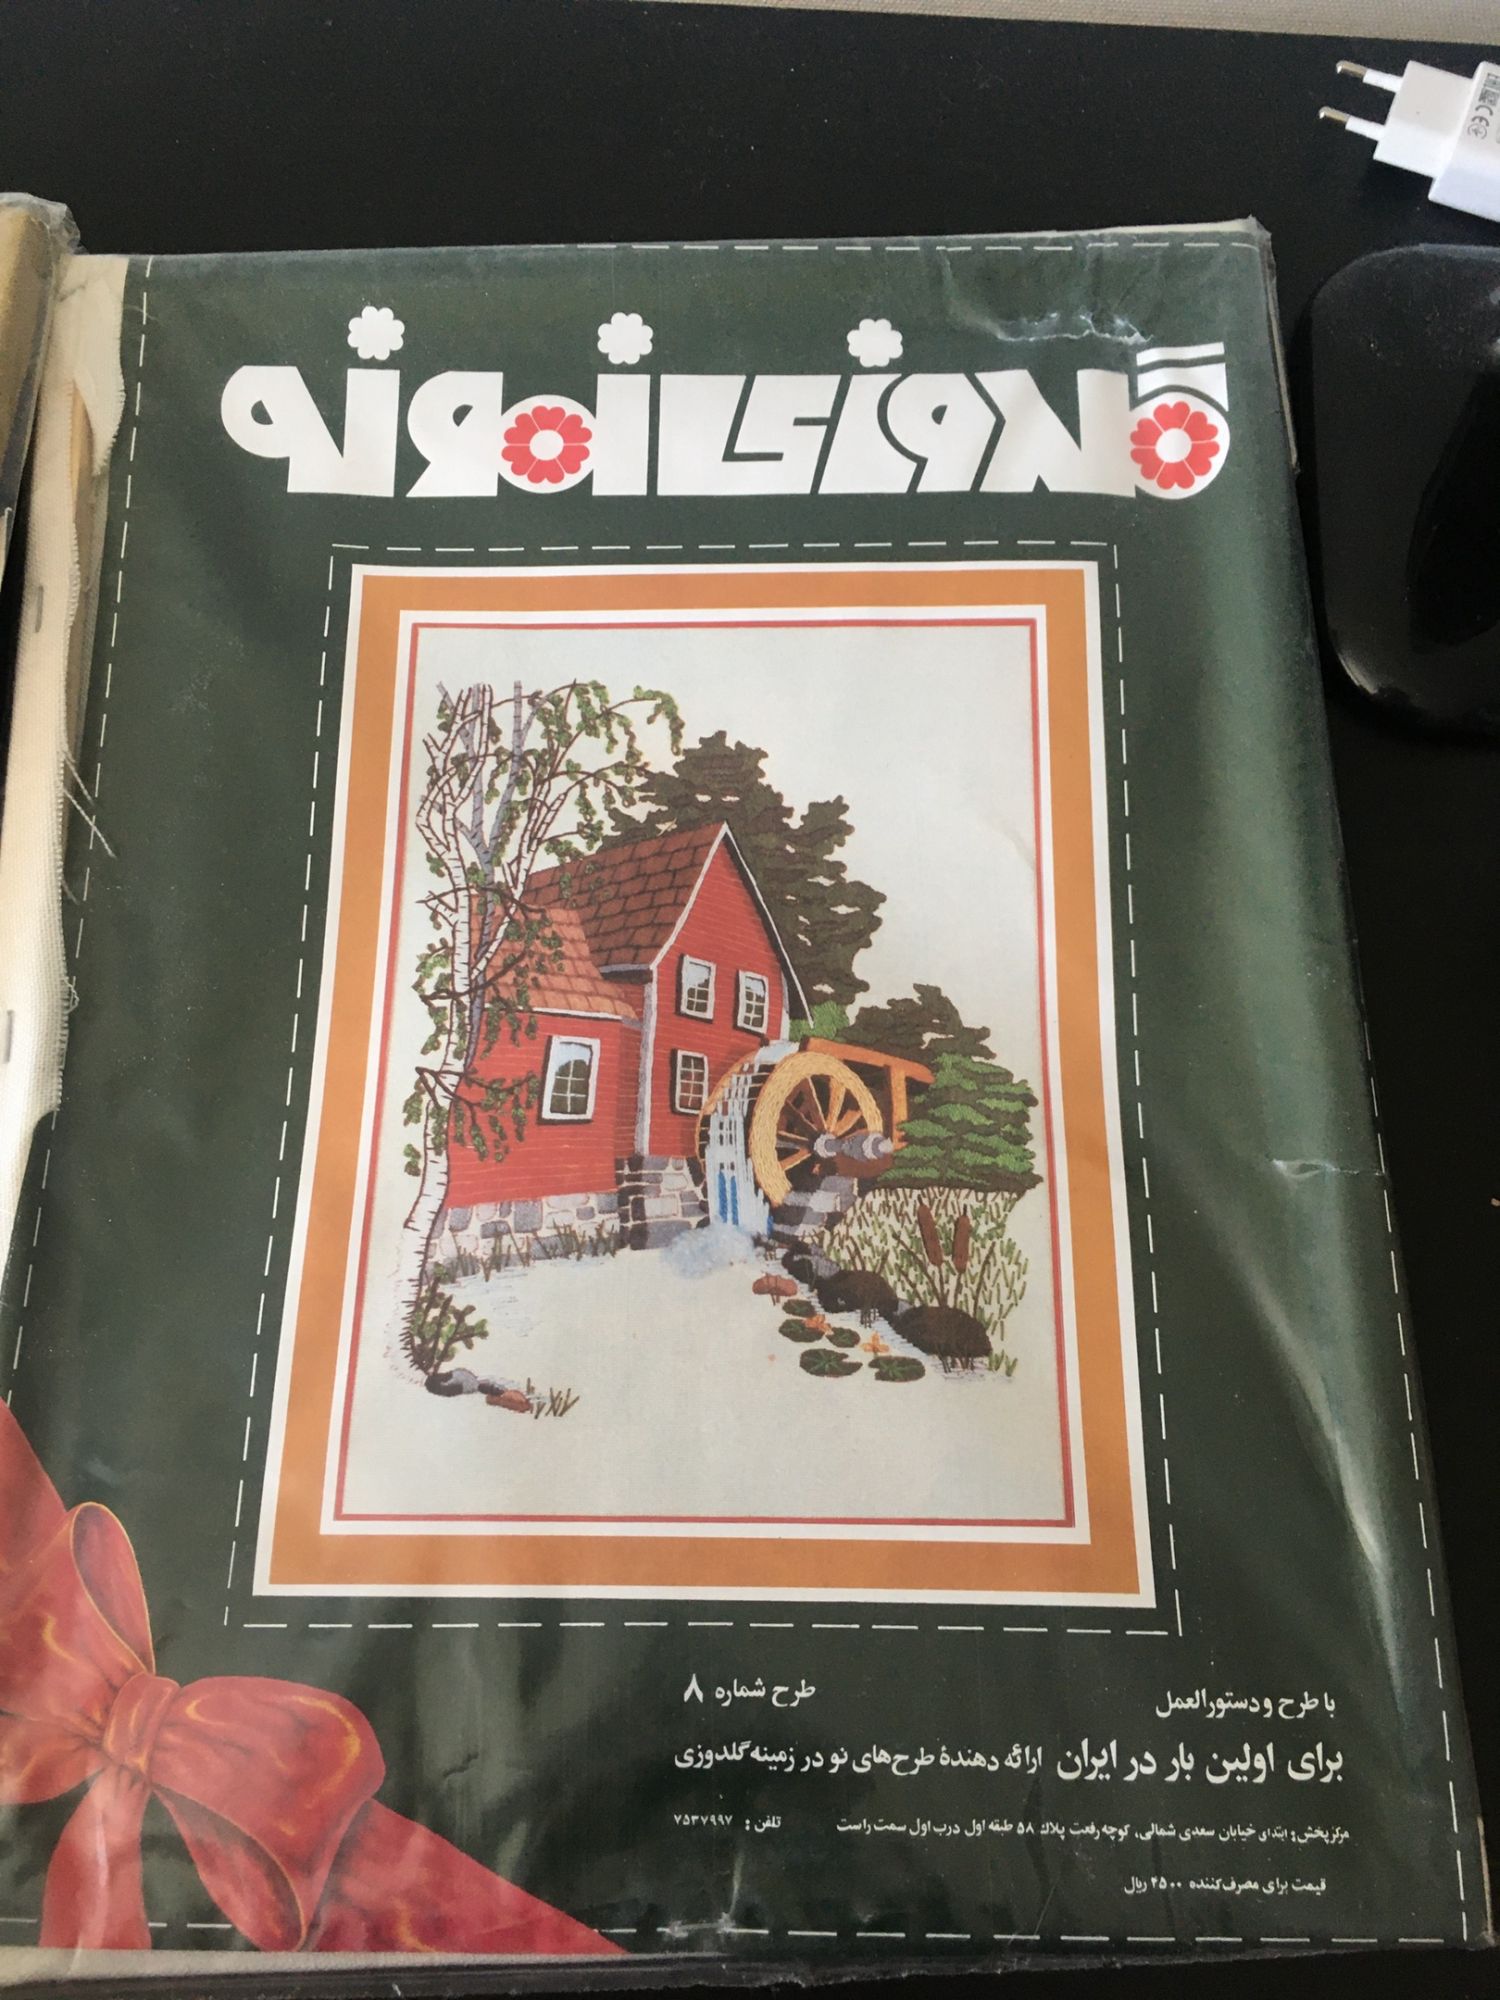 گلدوزی نمونه
با طرح و دستورالعمل
طرح شماره ۸
برای اولین بار در ایران ارائه دهندهٔ طرح‌های نو در زمینه گلدوزی
مرکز پخش: ابتدای خیابان سعدی شمالی، کوچه رفعت پلاک ۵۸ طبقه اول درب اول سمت راست تلفن: ۷۵۳۷۹۹۷
قیمت برای مصرف‌کننده ۴۵۰۰ ریال